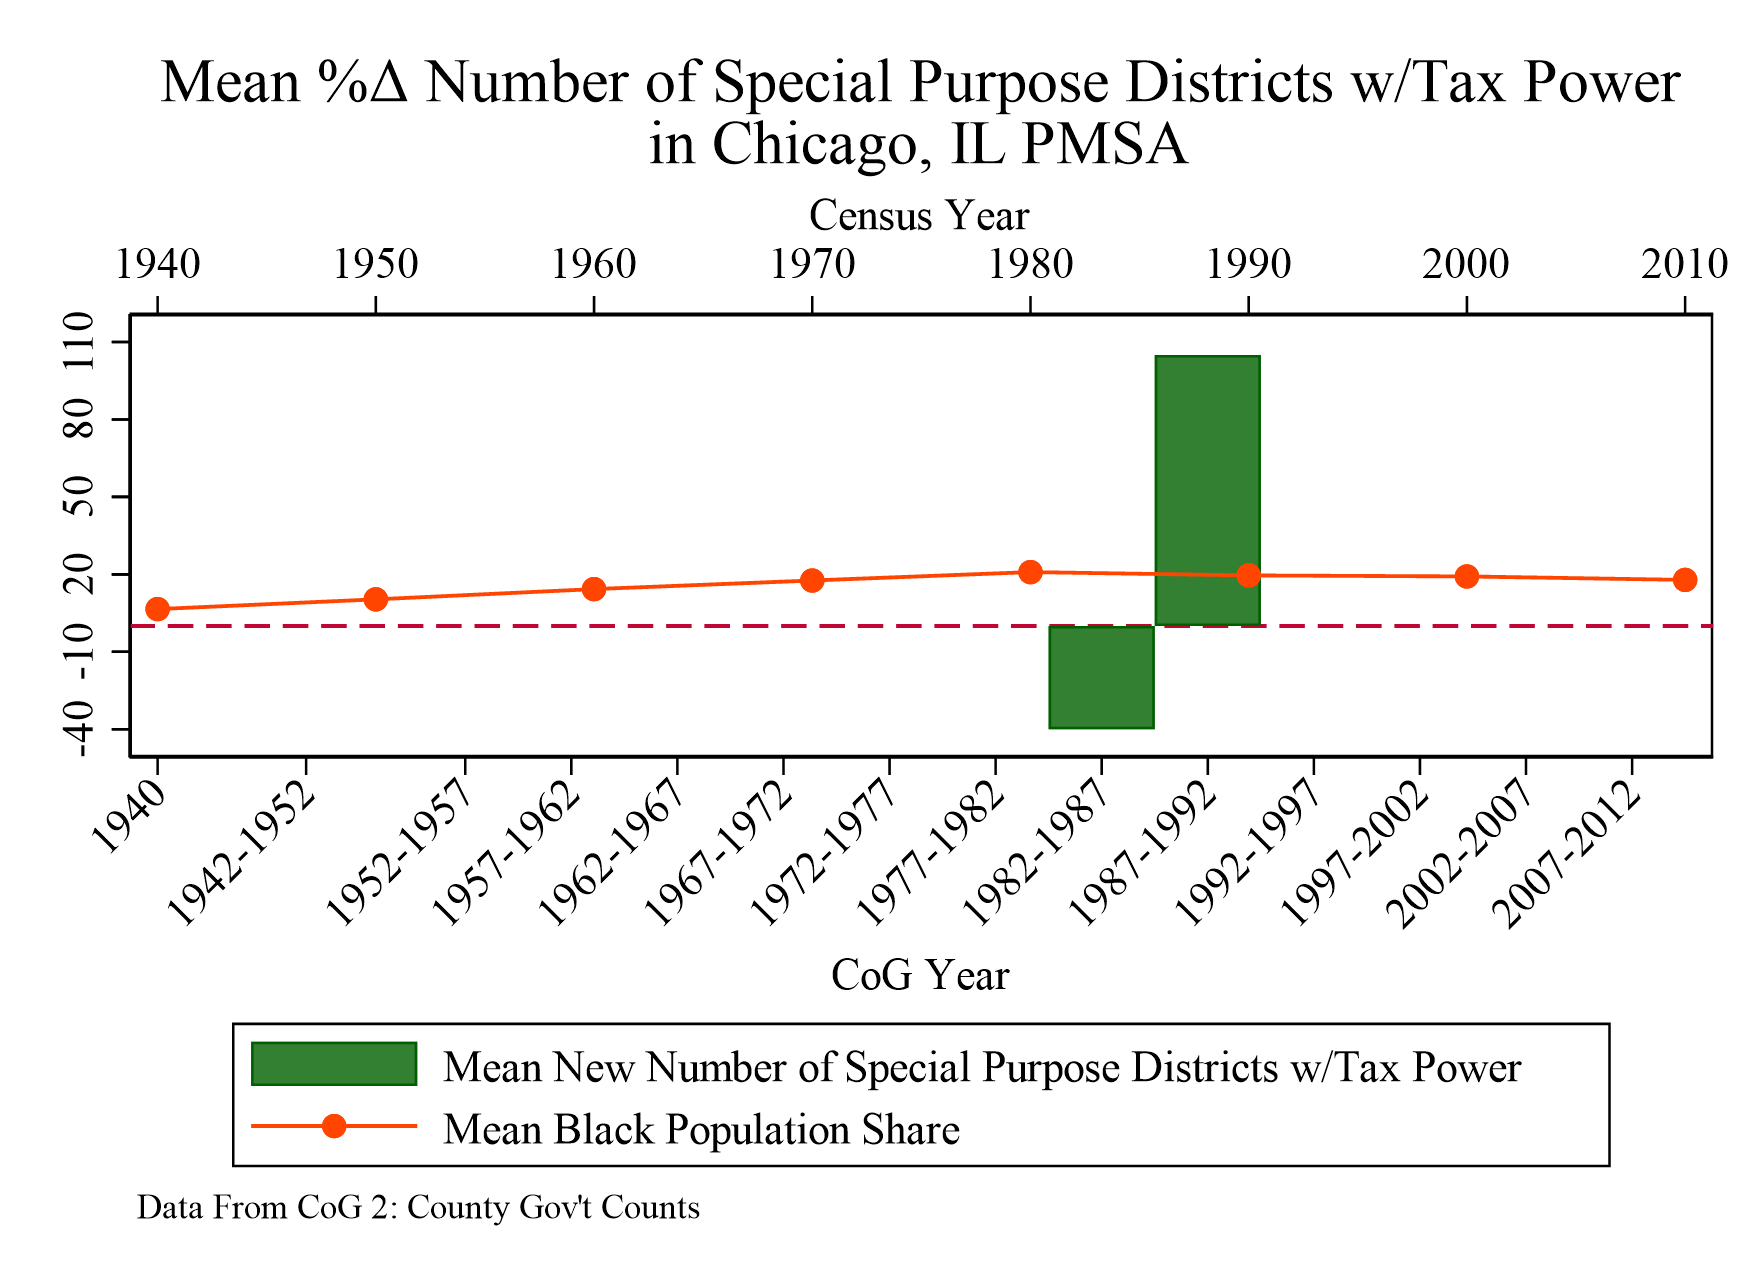 Mean %Δ Number of Special Purpose Districts w/Tax Power
in Chicago, IL PMSA
Census Year
1940 1950 1960 1970 1980 1990 2000 2010
110
80
50
20
-10
-40
1940 1942-1952 1952-1957 1957-1962 1962-1967 1967-1972 1972-1977 1977-1982 1982-1987 1987-1992 1992-1997 1997-2002 2002-2007 2007-2012
CoG Year
Mean New Number of Special Purpose Districts w/Tax Power
Mean Black Population Share
Data From CoG 2: County Gov't Counts